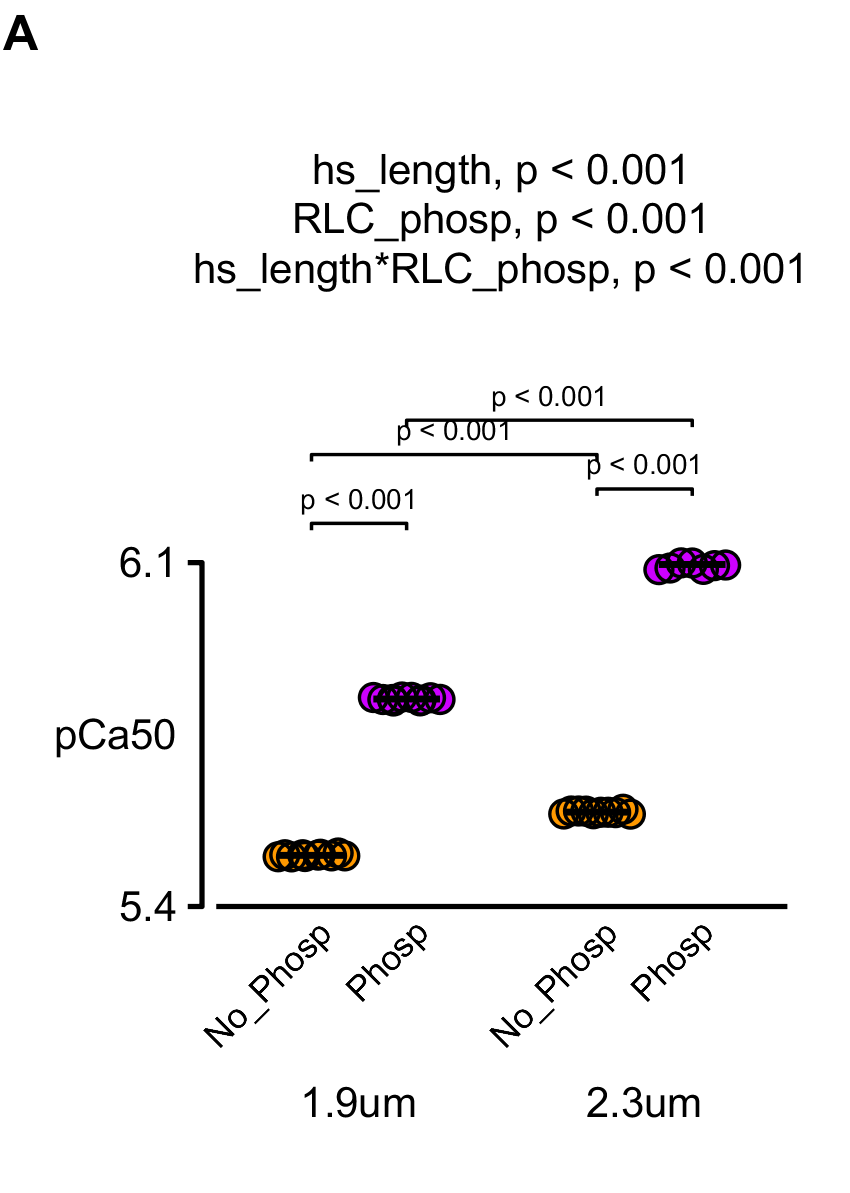 A
hs_length, p < 0.001
RLC_phosp, p < 0.001
hs_length*RLC_phosp, p < 0.001
p < 0.001
p < 0.001
p < 0.001
p < 0.001
6.1
pCa50
5.4
No_Phosp
Phosp
No_Phosp
Phosp
1.9um
2.3um